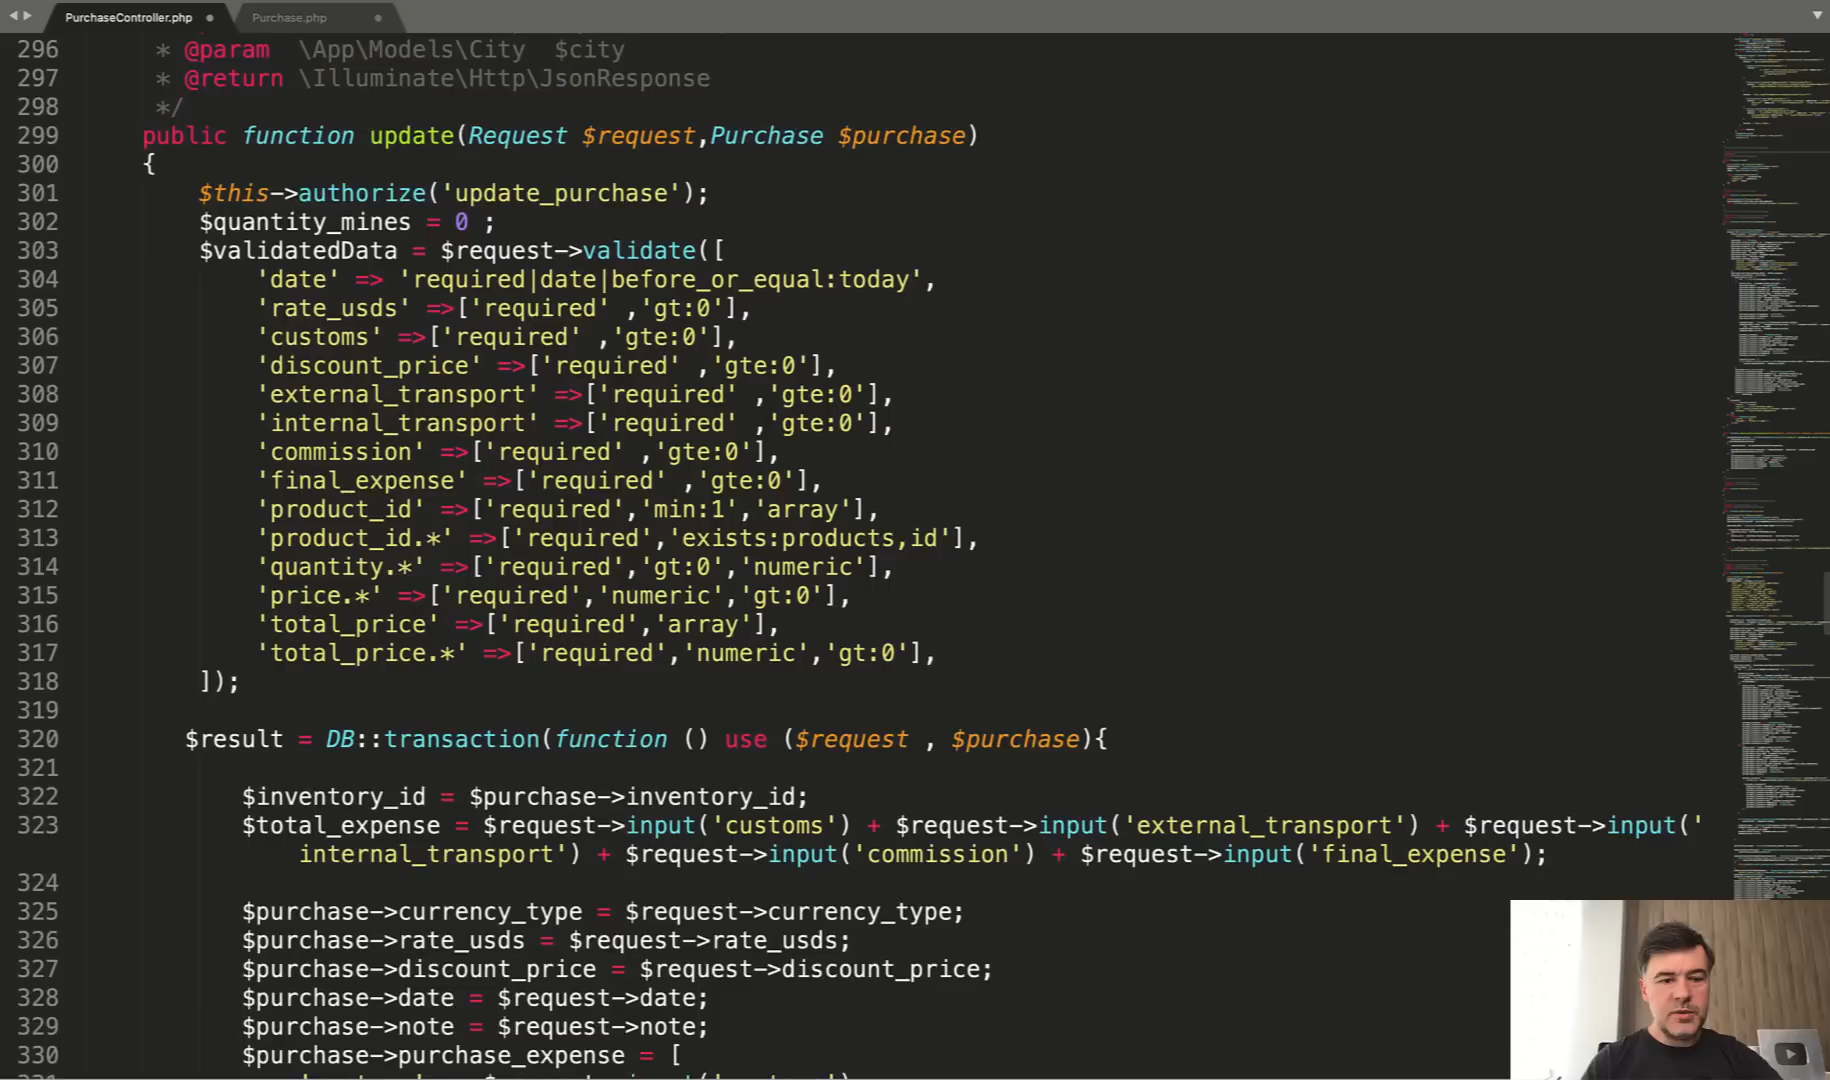 PurchaseController.php
Purchase.php
296 * @param \App\Models\City $city
297 * @return \Illuminate\Http\JsonResponse
298 */
299 public function update(Request $request,Purchase $purchase)
300 {
301 $this->authorize('update_purchase');
302 $quantity_mines = 0 ;
303 $validatedData = $request->validate([
304 'date' => 'required|date|before_or_equal:today',
305 'rate_usds' =>['required' ,'gt:0'],
306 'customs' =>['required' ,'gte:0'],
307 'discount_price' =>['required' ,'gte:0'],
308 'external_transport' =>['required' ,'gte:0'],
309 'internal_transport' =>['required' ,'gte:0'],
310 'commission' =>['required' ,'gte:0'],
311 'final_expense' =>['required' ,'gte:0'],
312 'product_id' =>['required','min:1','array'],
313 'product_id.*' =>['required','exists:products,id'],
314 'quantity.*' =>['required','gt:0','numeric'],
315 'price.*' =>['required','numeric','gt:0'],
316 'total_price' =>['required','array'],
317 'total_price.*' =>['required','numeric','gt:0'],
318 ]);
319
320 $result = DB::transaction(function () use ($request , $purchase){
321
322 $inventory_id = $purchase->inventory_id;
323 $total_expense = $request->input('customs') + $request->input('external_transport') + $request->input('
internal_transport') + $request->input('commission') + $request->input('final_expense');
324
325 $purchase->currency_type = $request->currency_type;
326 $purchase->rate_usds = $request->rate_usds;
327 $purchase->discount_price = $request->discount_price;
328 $purchase->date = $request->date;
329 $purchase->note = $request->note;
330 $purchase->purchase_expense = [